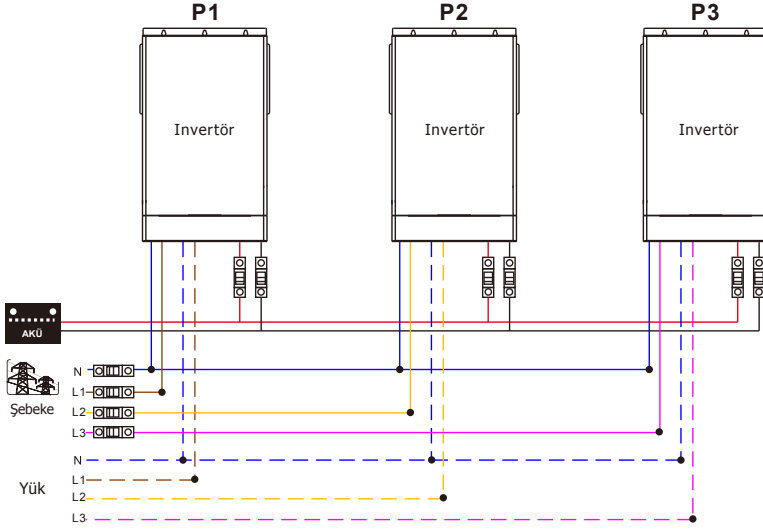 P1 P2 P3
Invertör Invertör Invertör
AKÜ
N
L1
L2
L3
Şebeke
N
L1
L2
L3
Yük